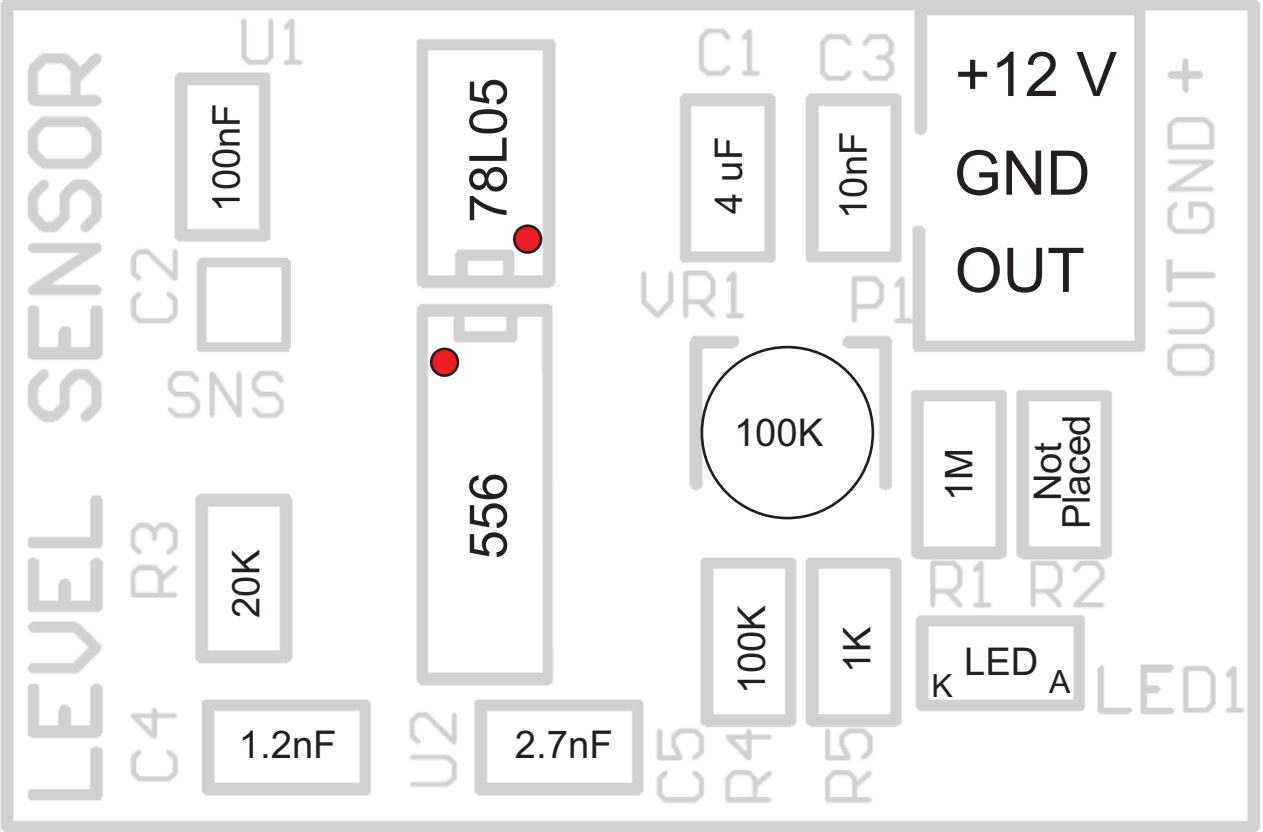 LEVEL SENSOR
U1
100nF
C2
SNS
78L05
C1
4 uF
C3
10nF
+12 V
GND
OUT
OUT GND +
VR1
P1
100K
556
1M
Not
Placed
R1
R2
R3
20K
100K
1K
K LED A
LED1
C4
1.2nF
U2
2.7nF
C5
R4
R5